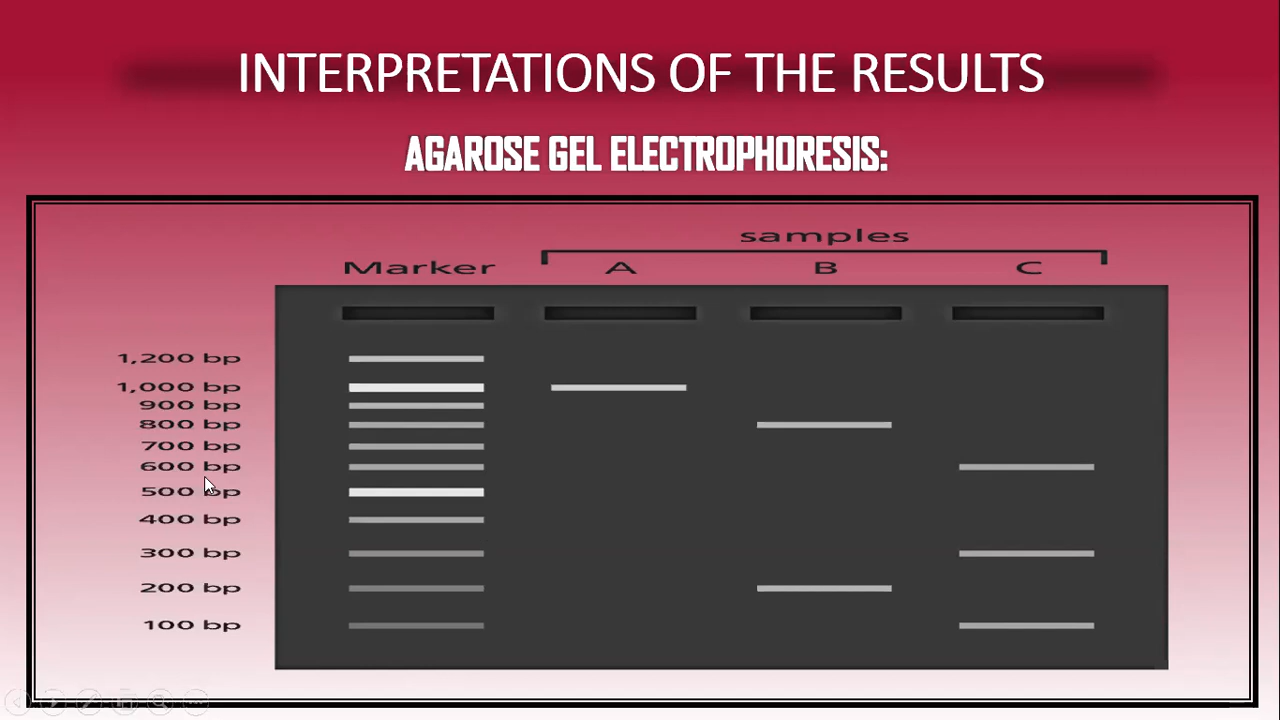 INTERPRETATIONS OF THE RESULTS
AGAROSE GEL ELECTROPHORESIS:
samples
Marker A B C
1,200 bp
1,000 bp
900 bp
800 bp
700 bp
600 bp
500 bp
400 bp
300 bp
200 bp
100 bp